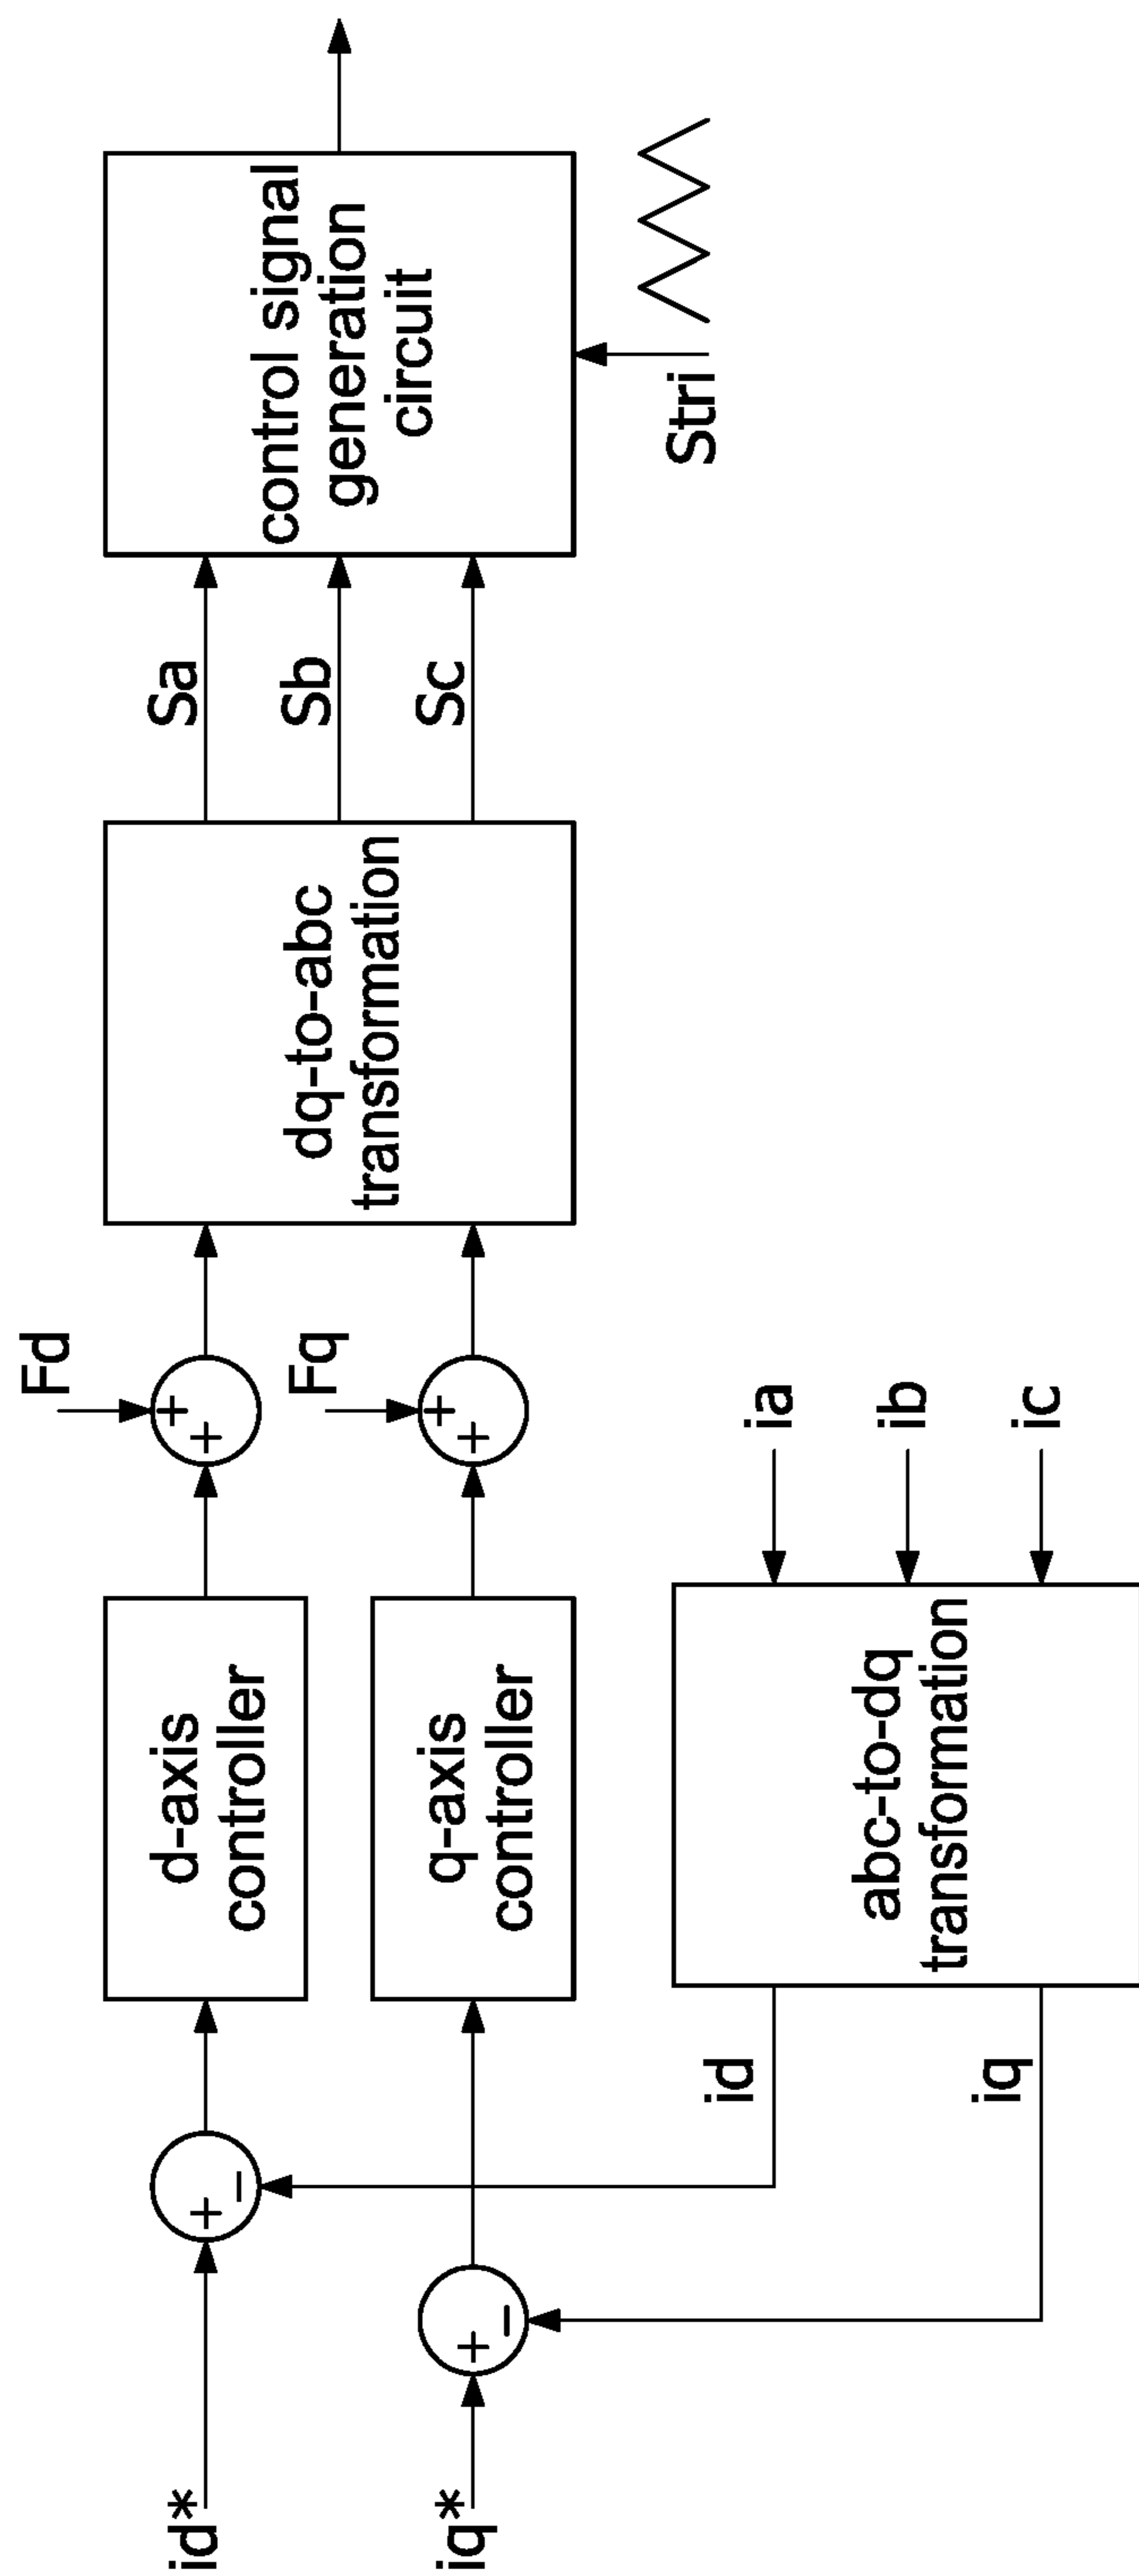 id*
iq*
+
−
+
−
d-axis
controller
q-axis
controller
Fd
+
+
Fq
+
+
dq-to-abc
transformation
Sa
Sb
Sc
control signal
generation
circuit
Stri
id
iq
abc-to-dq
transformation
ia
ib
ic